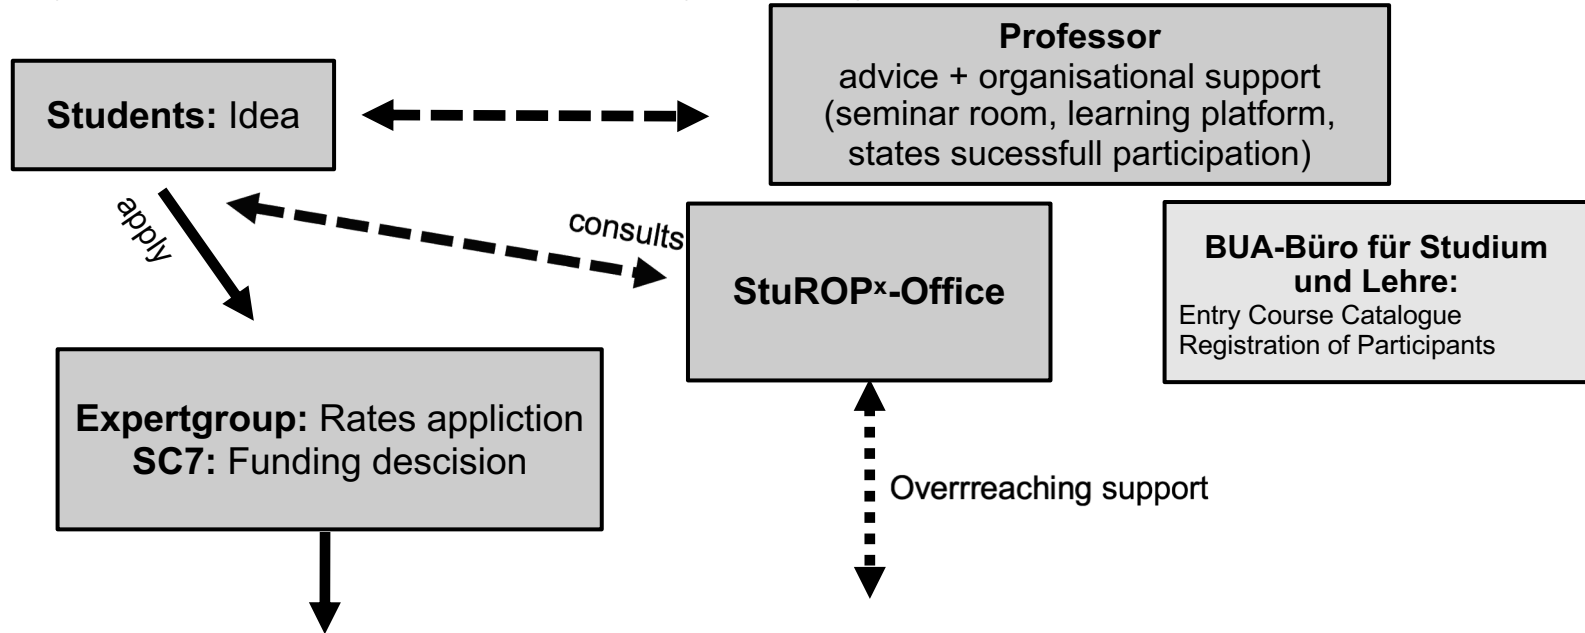 Professor
advice + organisational support
(seminar room, learning platform,
states sucessfull participation)
Students: Idea
apply
consults
StuROPˣ-Office
BUA-Büro für Studium
und Lehre:
Entry Course Catalogue
Registration of Participants
Expertgroup: Rates appliction
SC7: Funding descision
Overrreaching support